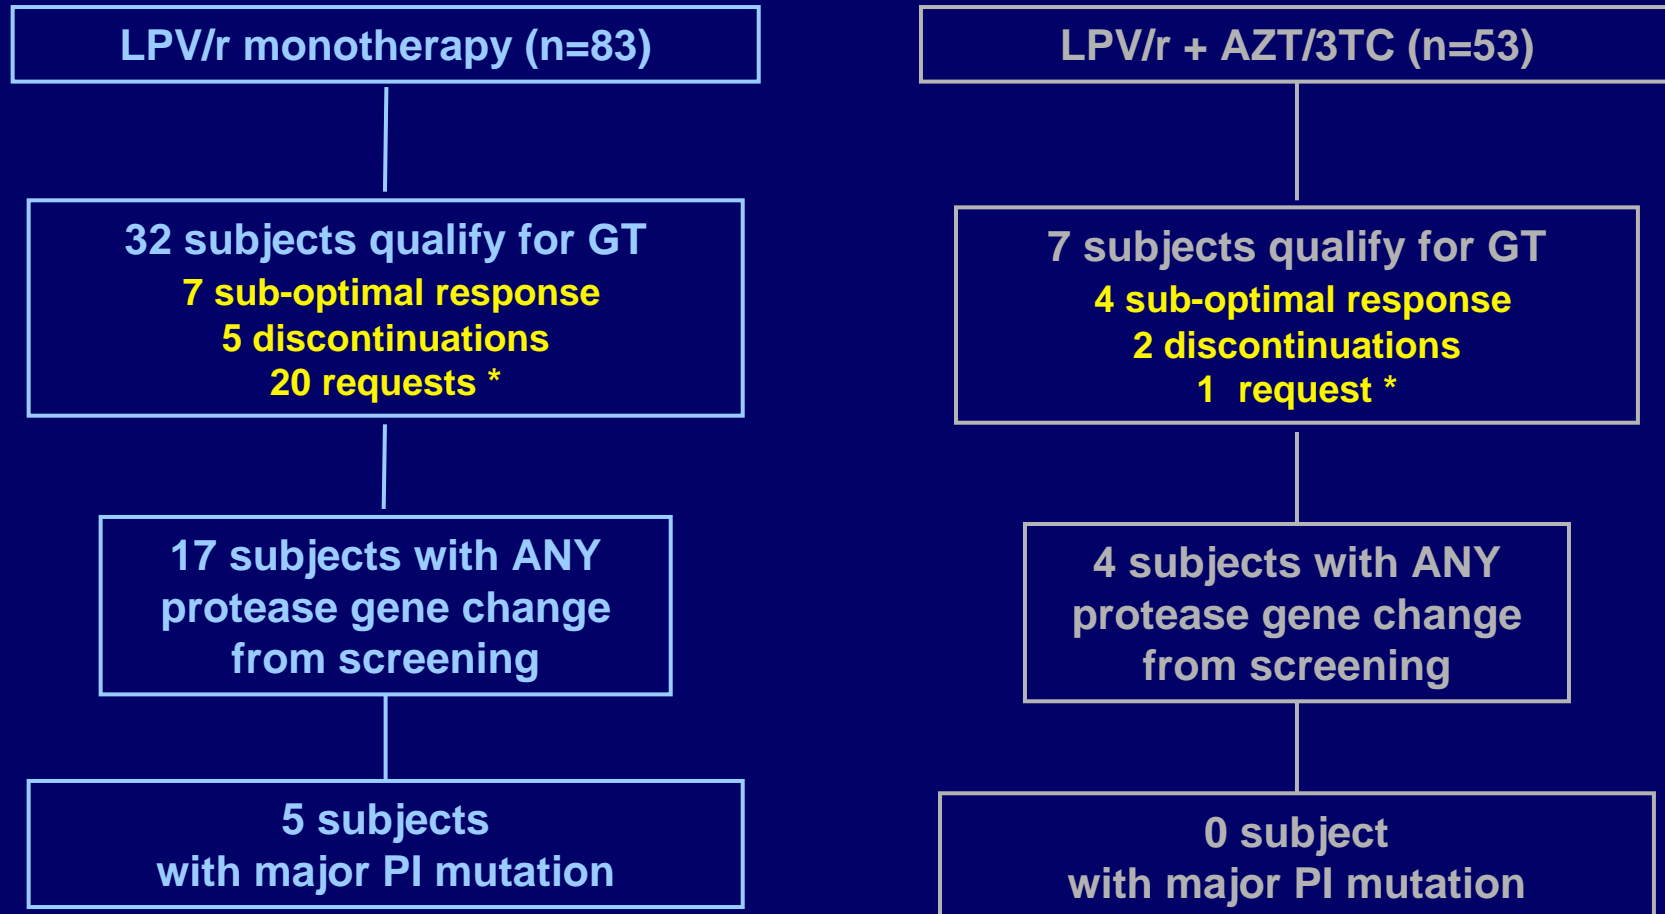 LPV/r monotherapy (n=83)
32 subjects qualify for GT
7 sub-optimal response
5 discontinuations
20 requests *
17 subjects with ANY
protease gene change
from screening
5 subjects
with major PI mutation
LPV/r + AZT/3TC (n=53)
7 subjects qualify for GT
4 sub-optimal response
2 discontinuations
1 request *
4 subjects with ANY
protease gene change
from screening
0 subject
with major PI mutation